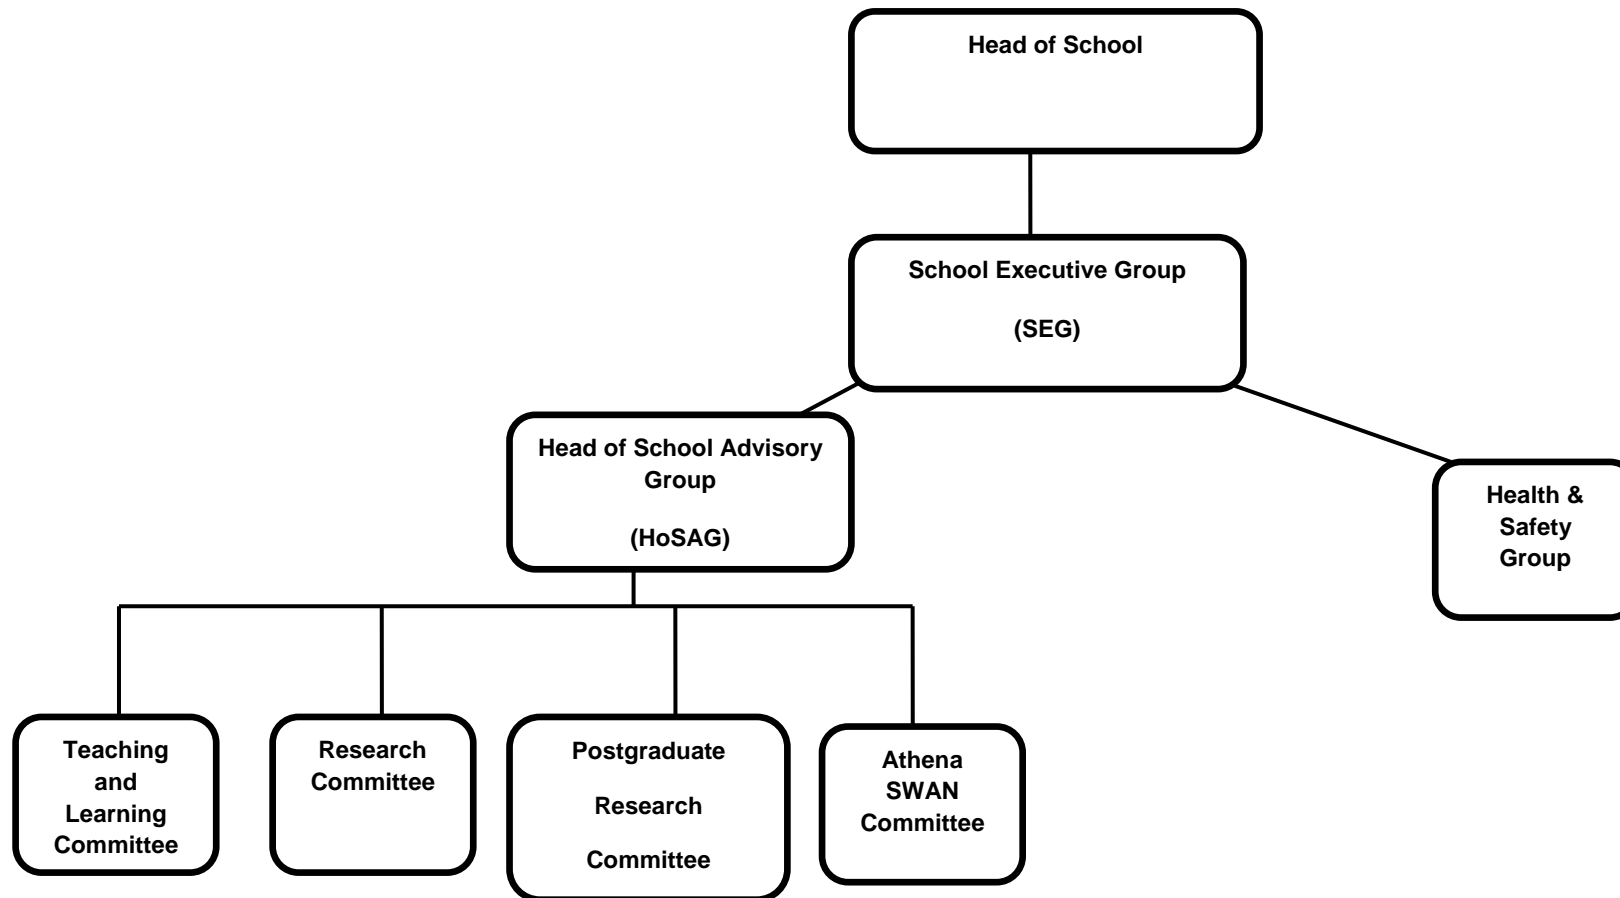 Head of School
School Executive Group
(SEG)
Head of School Advisory
Group
(HoSAG)
Health &
Safety
Group
Teaching
and
Learning
Committee
Research
Committee
Postgraduate
Research
Committee
Athena
SWAN
Committee